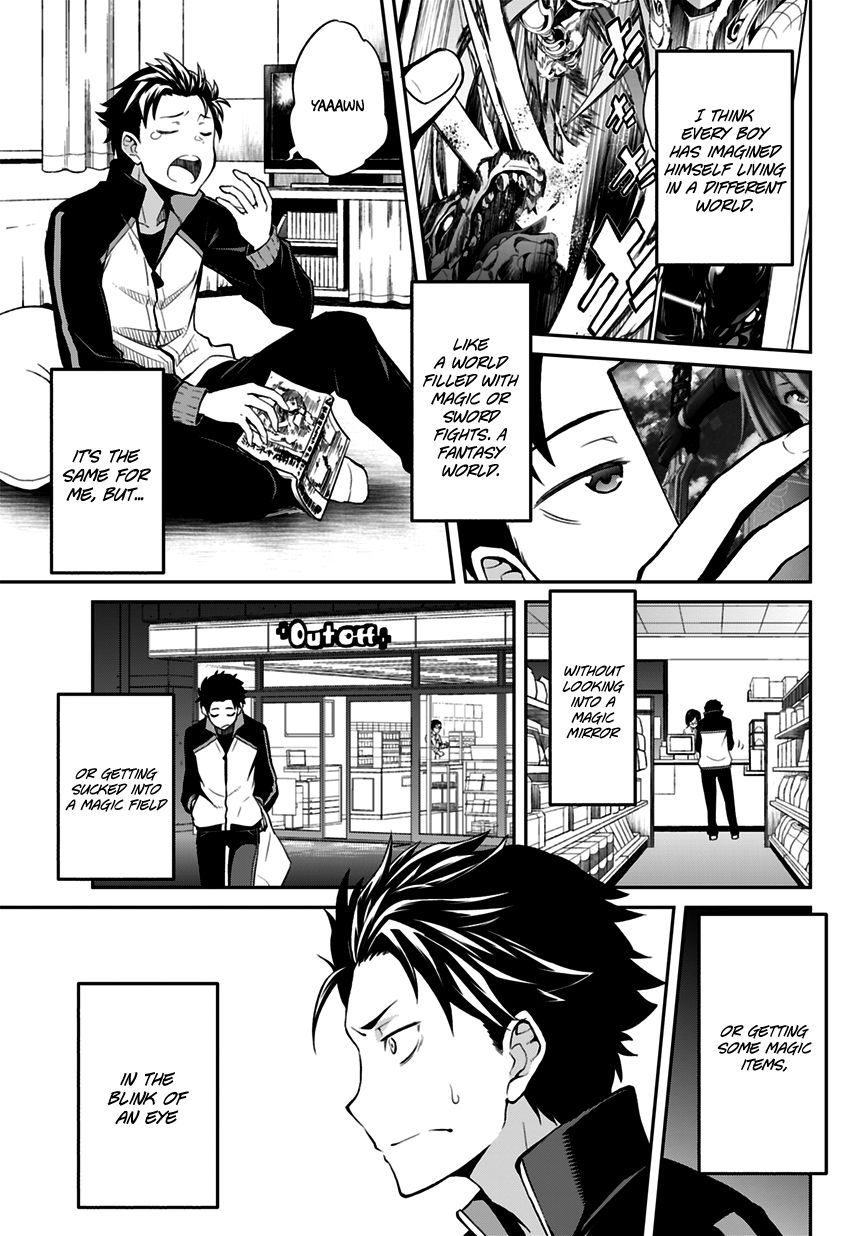 I THINK
EVERY BOY
HAS IMAGINED
HIMSELF LIVING
IN A DIFFERENT
WORLD.
LIKE
A WORLD
FILLED WITH
MAGIC OR
SWORD
FIGHTS. A
FANTASY
WORLD.
YAAAWN
IT'S THE
SAME FOR
ME, BUT...
WITHOUT
LOOKING
INTO A
MAGIC
MIRROR
Out off
OR GETTING
SUCKED INTO
A MAGIC FIELD
OR GETTING
SOME MAGIC
ITEMS,
IN THE
BLINK OF
AN EYE